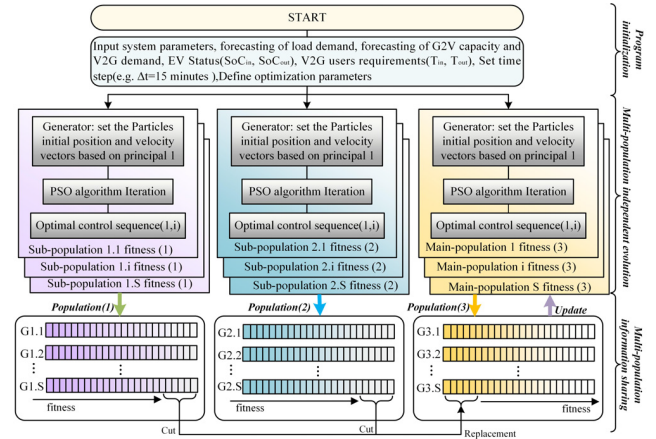 START
Input system parameters, forecasting of load demand, forecasting of G2V capacity and
V2G demand, EV Status(SoCin, SoCout), V2G users requirements(Tin, Tout), Set time
step(e.g. Δt=15 minutes ),Define optimization parameters
Program
initialization
Generator: set the Particles
initial position and velocity
vectors based on principal 1
PSO algorithm Iteration
Optimal control sequence(1,i)
Sub-population 1.1 fitness (1)
Sub-population 1.i fitness (1)
Sub-population 1.S fitness (1)
Generator: set the Particles
initial position and velocity
vectors based on principal 1
PSO algorithm Iteration
Optimal control sequence(1,i)
Sub-population 2.1 fitness (2)
Sub-population 2.i fitness (2)
Sub-population 2.S fitness (2)
Generator: set the Particles
initial position and velocity
vectors based on principal 1
PSO algorithm Iteration
Optimal control sequence(1,i)
Main-population 1 fitness (3)
Main-population i fitness (3)
Main-population S fitness (3)
Multi-population independent evolution
Population(1)
Population(2)
Population(3)
Update
G1.1
G1.2
⋮
G1.S
fitness
Cut
G2.1
G2.2
⋮
G2.S
fitness
Cut
G3.1
G3.2
⋮
G3.S
fitness
Replacement
Multi-population
information sharing